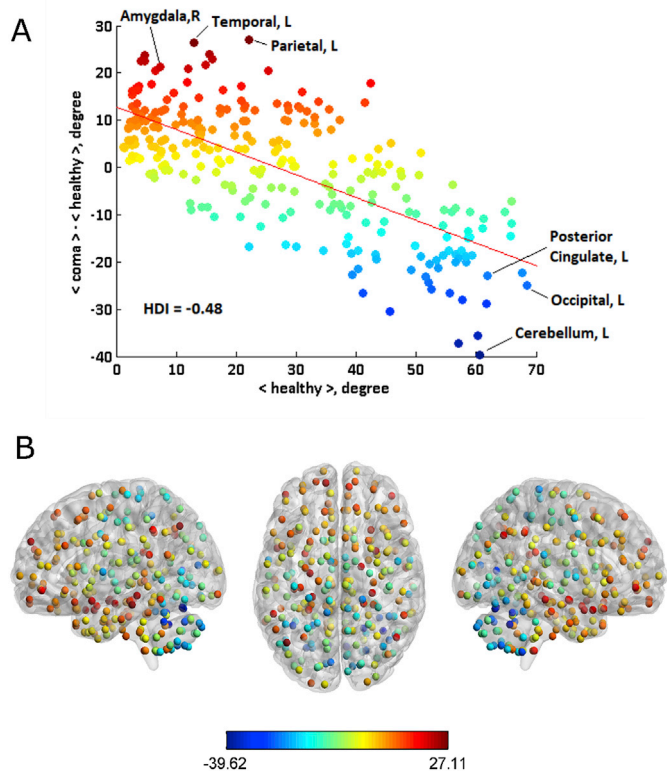 A
Amygdala,R
Temporal, L
Parietal, L
30
20
10
0
-10
-20
-30
-40
< coma > - < healthy >, degree
HDI = -0.48
Posterior
Cingulate, L
Occipital, L
Cerebellum, L
0 10 20 30 40 50 60 70
< healthy >, degree
B
-39.62 27.11